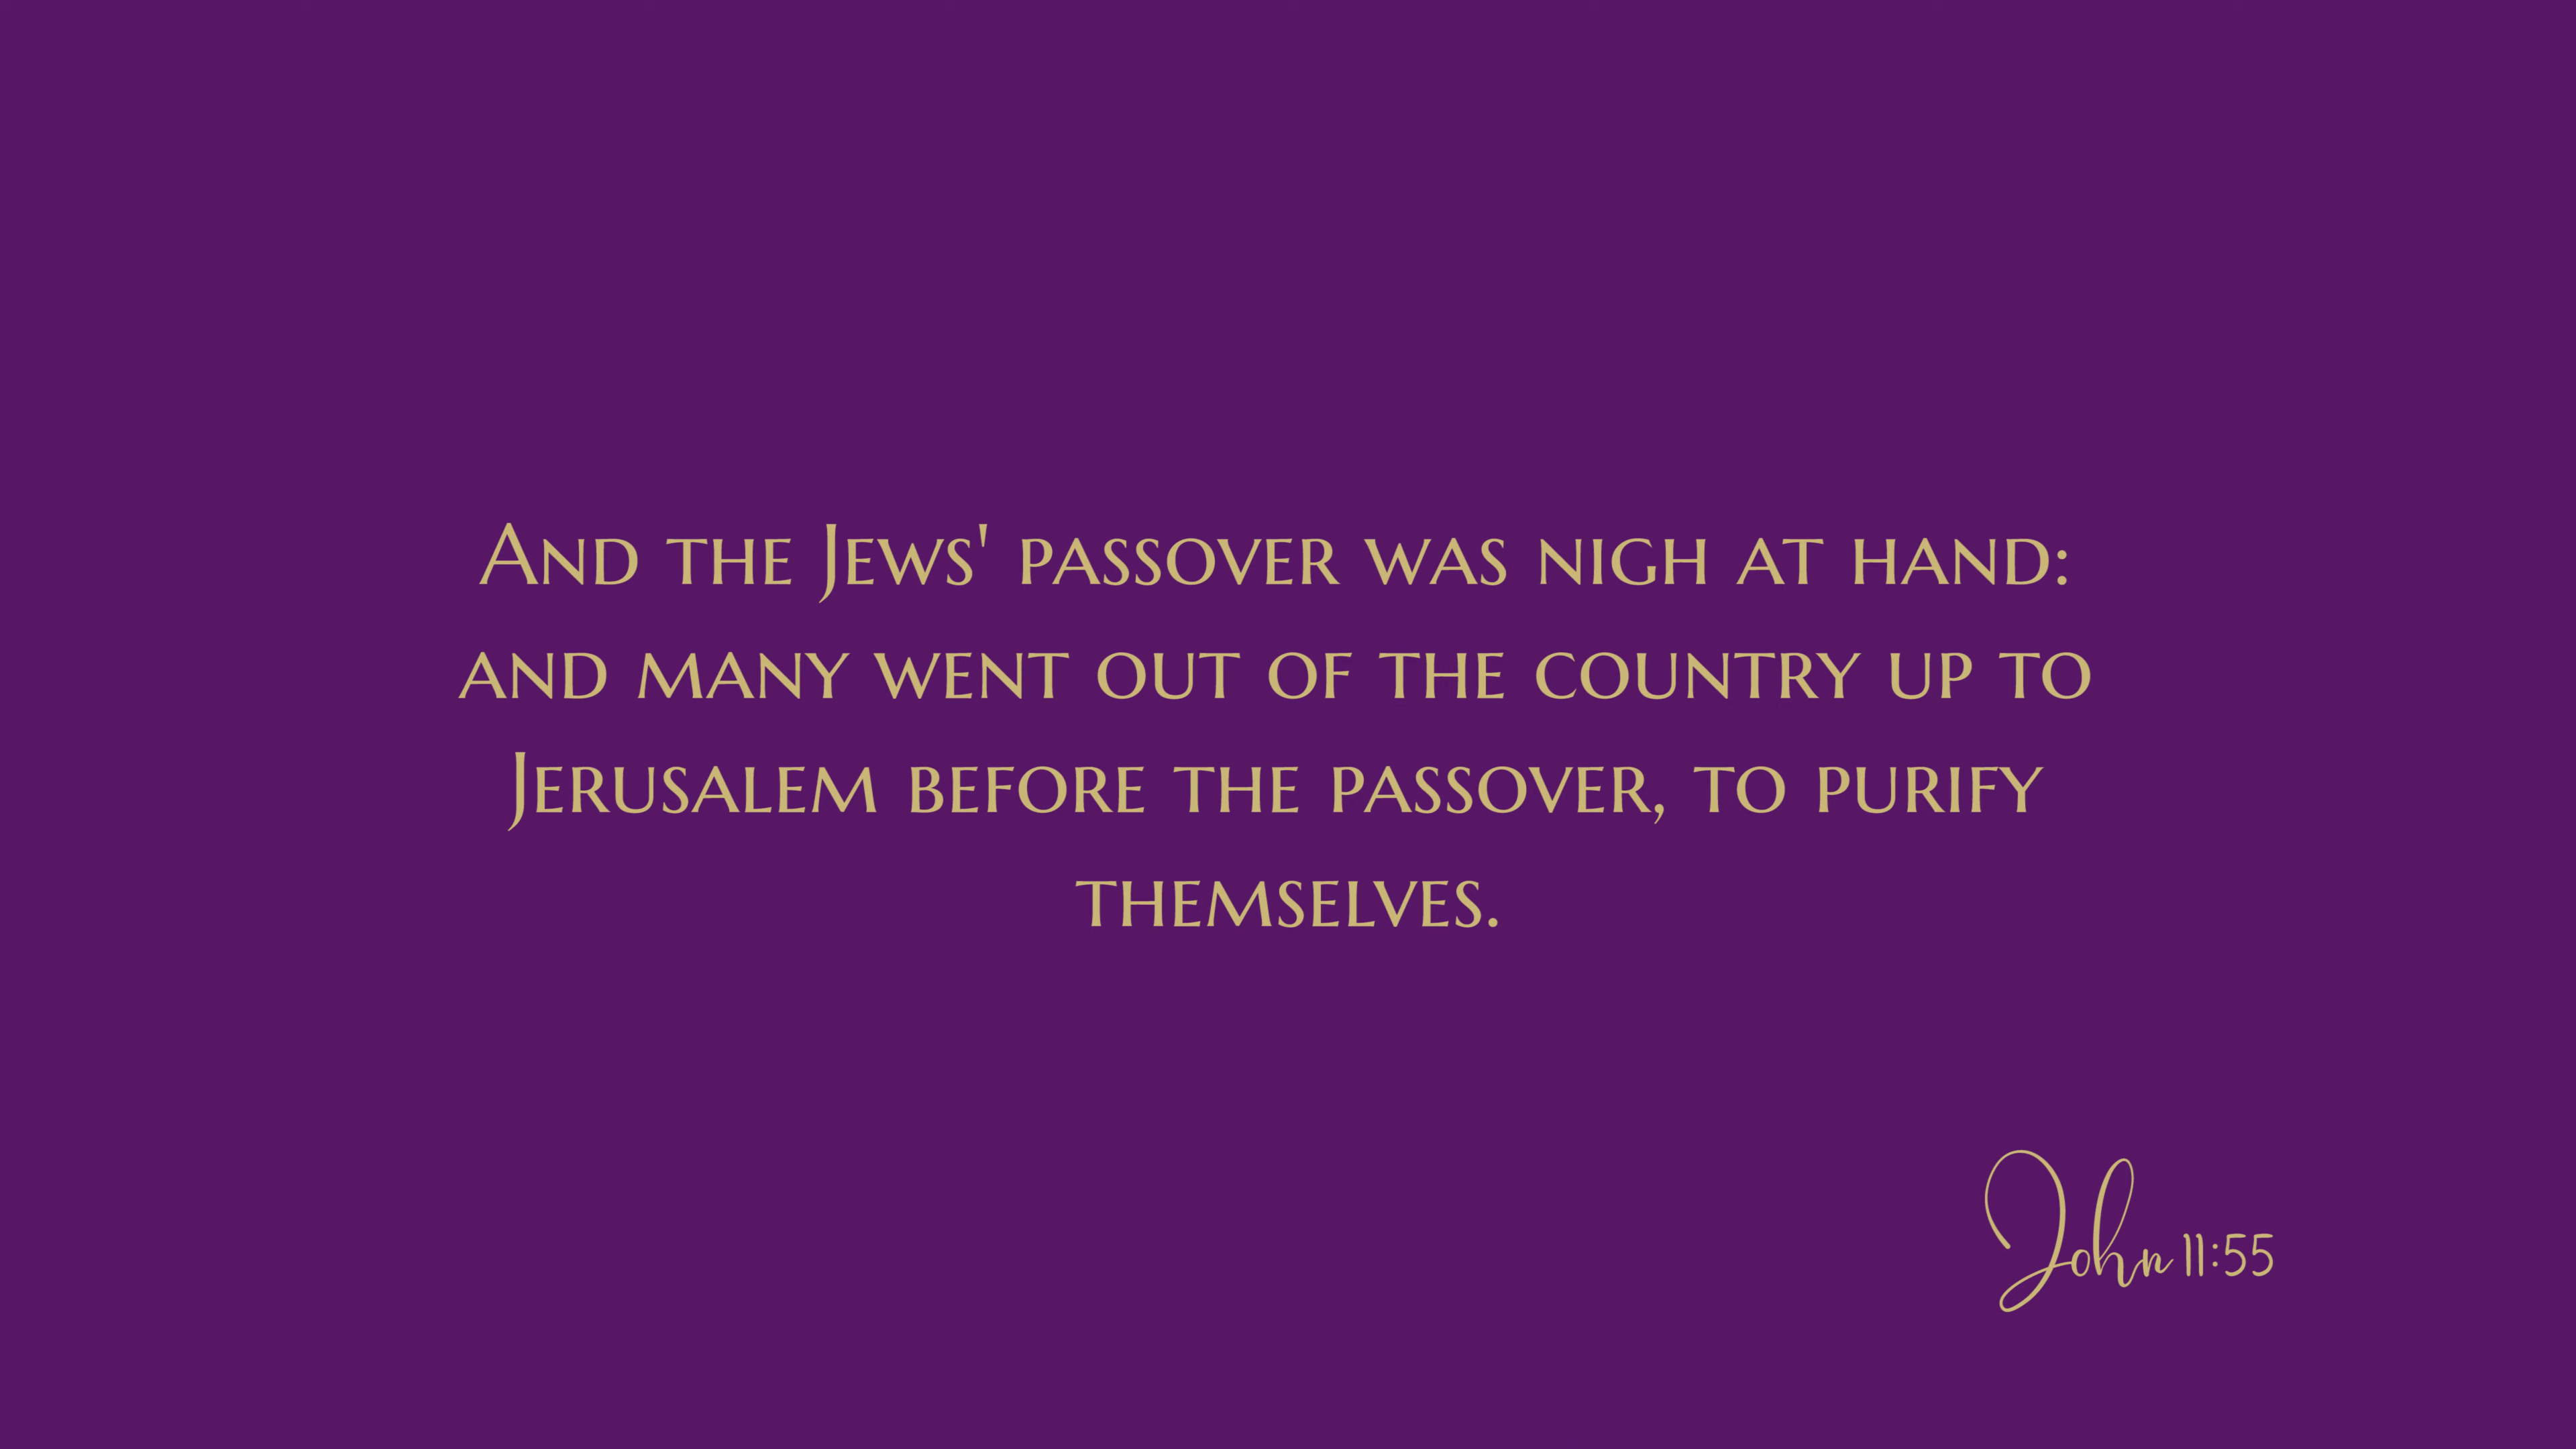 And the Jews' passover was nigh at hand:
and many went out of the country up to
Jerusalem before the passover, to purify
themselves.
John 11:55